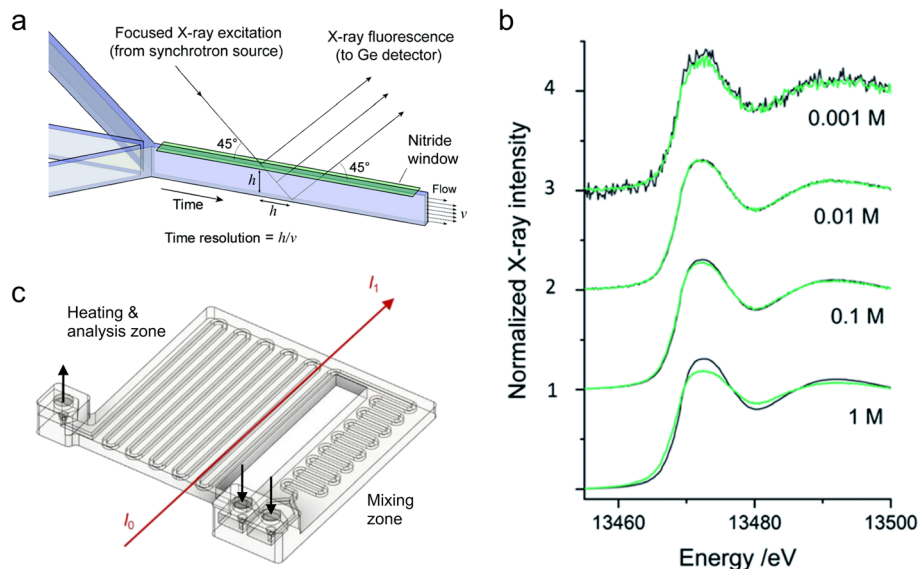 a
Focused X-ray excitation
(from synchrotron source)
X-ray fluorescence
(to Ge detector)
45°
45°
Nitride
window
h
h
Flow
v
Time
Time resolution = h/v
b
Normalized X-ray intensity
4
3
2
1
0.001 M
0.01 M
0.1 M
1 M
13460
13480
13500
Energy /eV
c
I₁
Heating &
analysis zone
Mixing
zone
I₀